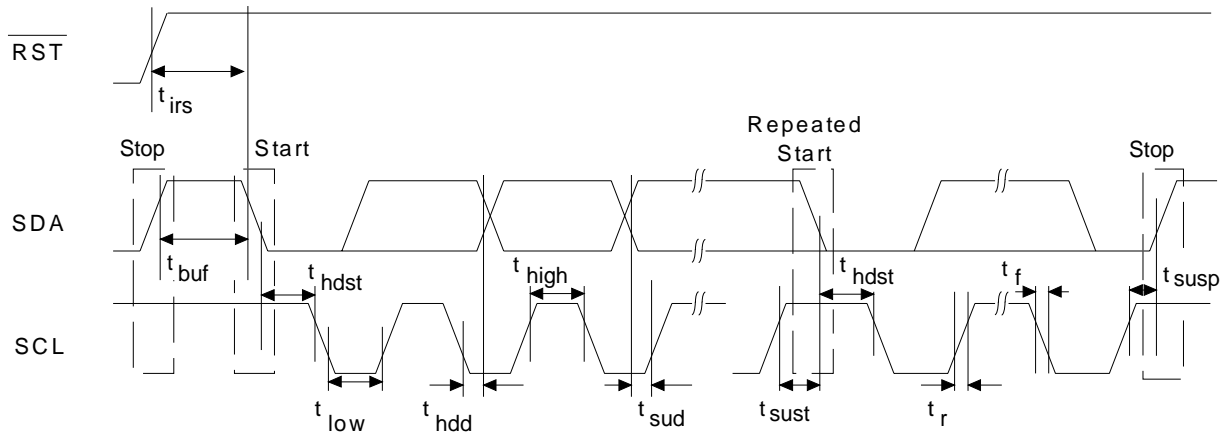 RST
t irs
Repeated
Stop Start Start Stop
SDA
t buf
t hdst
t high
t hdst
t f
t susp
SCL
t low
t hdd
t sud
t sust
t r